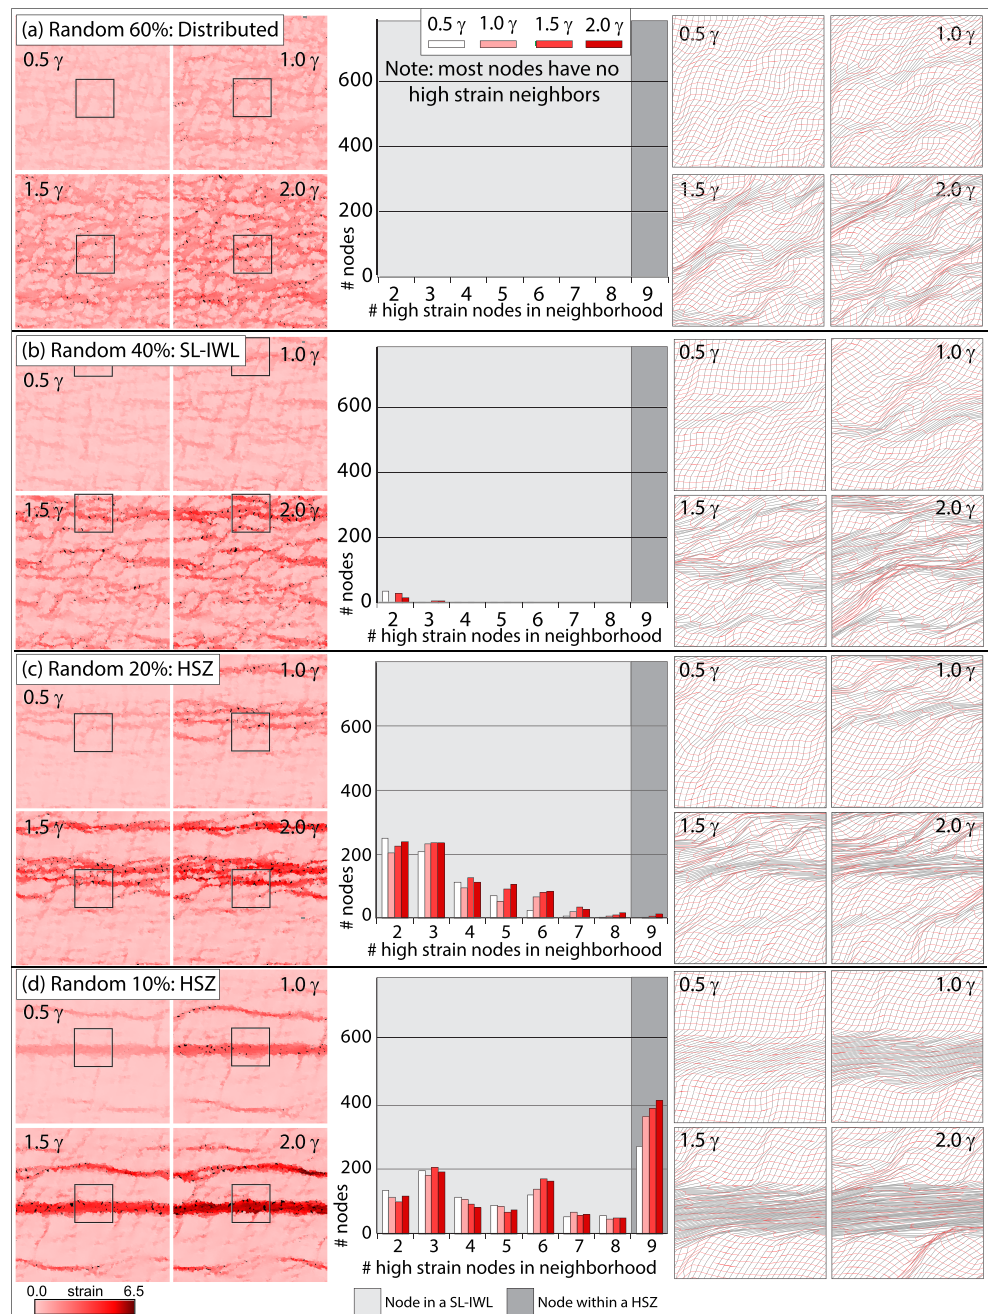 (a) Random 60%: Distributed
0.5 γ
1.0 γ
1.5 γ
2.0 γ
0.5 γ 1.0 γ 1.5 γ 2.0 γ
Note: most nodes have no
high strain neighbors
600
400
200
0
# nodes
2 3 4 5 6 7 8 9
# high strain nodes in neighborhood
0.5 γ
1.0 γ
1.5 γ
2.0 γ
(b) Random 40%: SL-IWL
0.5 γ
1.0 γ
1.5 γ
2.0 γ
600
400
200
0
# nodes
2 3 4 5 6 7 8 9
# high strain nodes in neighborhood
0.5 γ
1.0 γ
1.5 γ
2.0 γ
(c) Random 20%: HSZ
0.5 γ
1.0 γ
1.5 γ
2.0 γ
600
400
200
0
# nodes
2 3 4 5 6 7 8 9
# high strain nodes in neighborhood
0.5 γ
1.0 γ
1.5 γ
2.0 γ
(d) Random 10%: HSZ
0.5 γ
1.0 γ
1.5 γ
2.0 γ
600
400
200
0
# nodes
2 3 4 5 6 7 8 9
# high strain nodes in neighborhood
0.5 γ
1.0 γ
1.5 γ
2.0 γ
0.0 strain 6.5
Node in a SL-IWL
Node within a HSZ